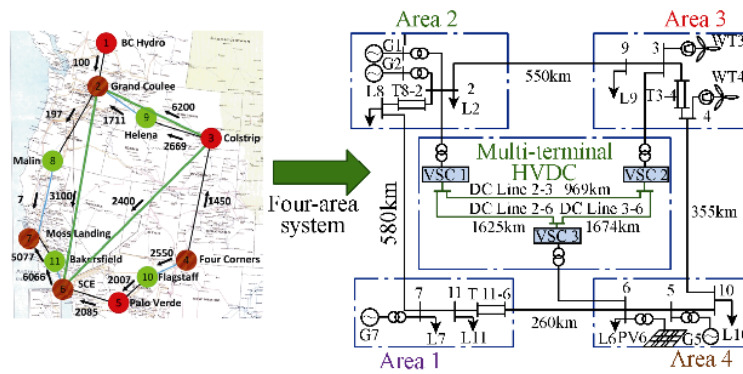 1
BC Hydro
100
2
Grand Coulee
197
1711
6200
9
Helena
3
Colstrip
2669
Malin
8
3100
2400
1450
7
7
Moss Landing
5077
11
Bakersfield
2550
4
Four Corners
6066
SCE
6
2007
10
Flagstaff
5
Palo Verde
2085
Four-area
system
Area 2
G1
1
G2
L8
T8-2
8
2
L2
550km
Area 3
9
3
WT3
L9
T3-4
WT4
4
Multi-terminal
HVDC
VSC 1
VSC 2
DC Line 2-3 969km
DC Line 2-6
DC Line 3-6
1625km
1674km
VSC 3
580km
355km
7
11
T 11-6
G7
L7
L11
260km
Area 1
6
5
10
L6
PV6
G5
L10
Area 4